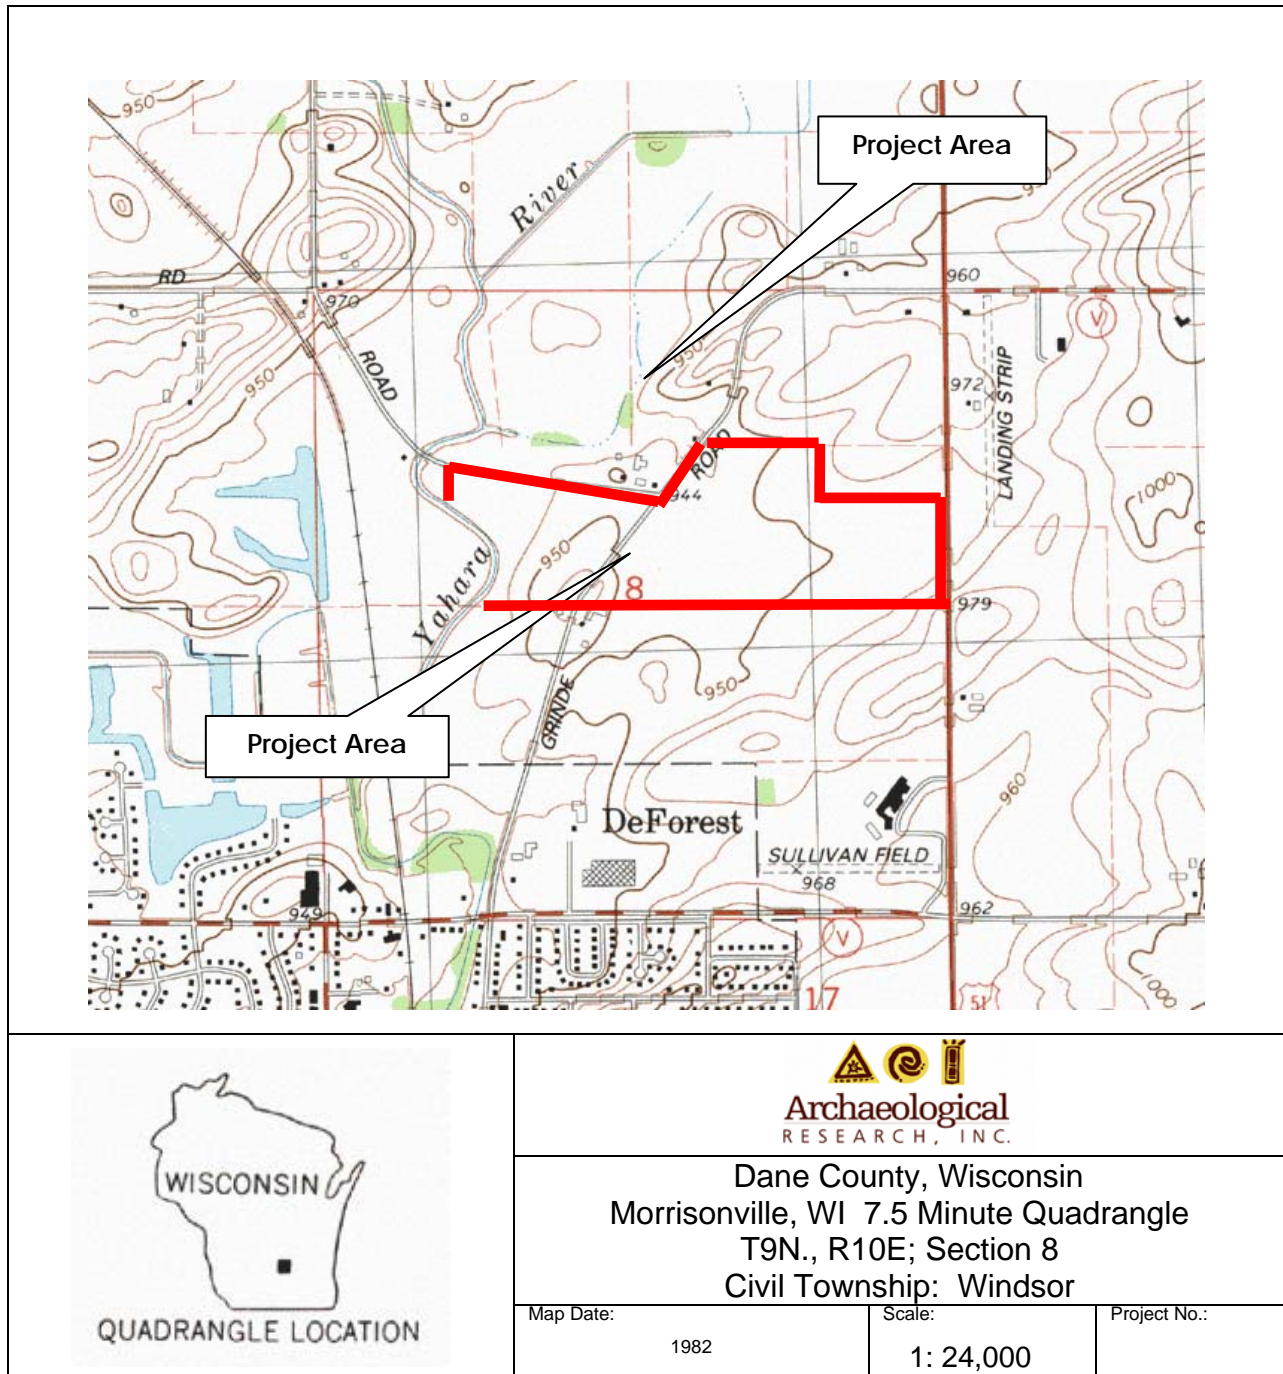 950
River
Project Area
950
RD
970
960
V
ROAD
950
950
972
LANDING STRIP
ROAD
944
1000
950
8
Yahara
979
950
GRINDE
Project Area
960
DeForest
SULLIVAN FIELD
968
949
962
V
17
51
1000
WISCONSIN
QUADRANGLE LOCATION
Archaeological
RESEARCH, INC.
Dane County, Wisconsin
Morrisonville, WI 7.5 Minute Quadrangle
T9N., R10E; Section 8
Civil Township: Windsor
Map Date:
1982
Scale:
1: 24,000
Project No.: